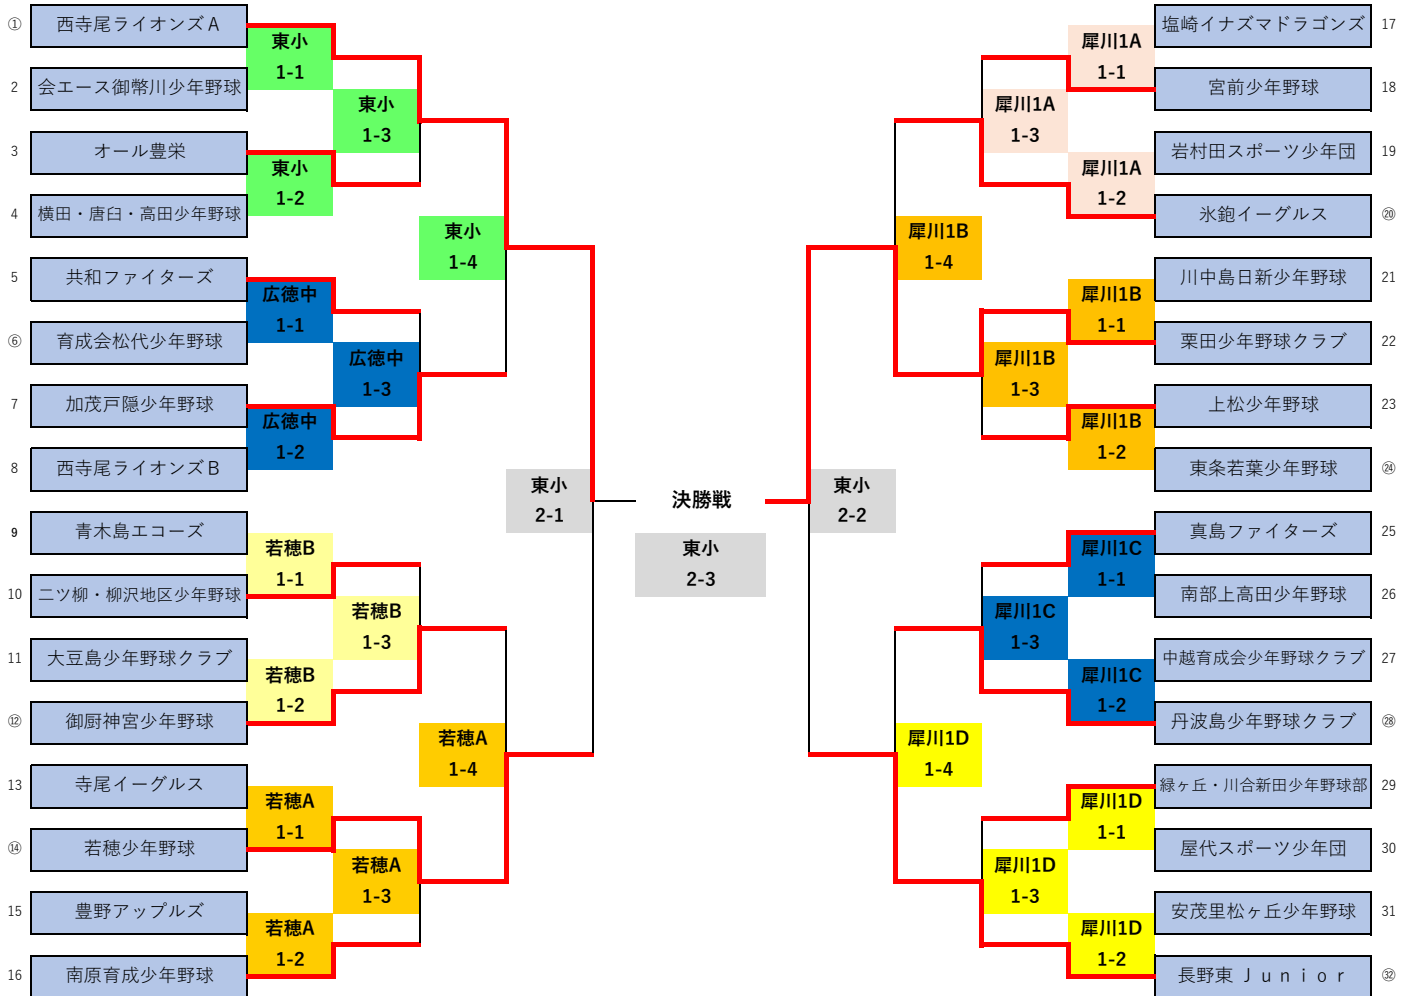 ① 西寺尾ライオンズA
東小
1-1
2 会エース御幣川少年野球
東小
1-3
3 オール豊栄
東小
1-2
4 横田・唐臼・高田少年野球
東小
1-4
5 共和ファイターズ
広徳中
1-1
⑥ 育成会松代少年野球
広徳中
1-3
7 加茂戸隠少年野球
広徳中
1-2
8 西寺尾ライオンズB
東小
2-1
9 青木島エコーズ
若穂B
1-1
10 二ツ柳・柳沢地区少年野球
若穂B
1-3
11 大豆島少年野球クラブ
若穂B
1-2
⑫ 御厨神宮少年野球
若穂A
1-4
13 寺尾イーグルス
若穂A
1-1
⑭ 若穂少年野球
若穂A
1-3
15 豊野アップルズ
若穂A
1-2
16 南原育成少年野球
決勝戦
東小
2-3
塩崎イナズマドラゴンズ 17
犀川1A
1-1
宮前少年野球 18
犀川1A
1-3
岩村田スポーツ少年団 19
犀川1A
1-2
氷鉋イーグルス ⑳
犀川1B
1-4
川中島日新少年野球 21
犀川1B
1-1
栗田少年野球クラブ 22
犀川1B
1-3
上松少年野球 23
犀川1B
1-2
東条若葉少年野球 ㉔
東小
2-2
真島ファイターズ 25
犀川1C
1-1
南部上高田少年野球 26
犀川1C
1-3
中越育成会少年野球クラブ 27
犀川1C
1-2
丹波島少年野球クラブ ㉘
犀川1D
1-4
緑ヶ丘・川合新田少年野球部 29
犀川1D
1-1
屋代スポーツ少年団 30
犀川1D
1-3
安茂里松ヶ丘少年野球 31
犀川1D
1-2
長野東 Ｊｕｎｉｏｒ ㉜